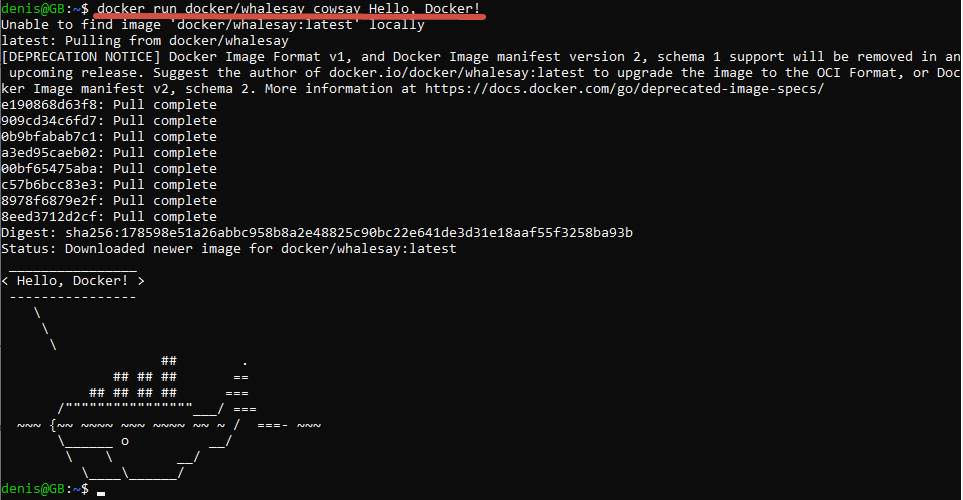 denis@GB:~$ docker run docker/whalesay cowsay Hello, Docker!
Unable to find image 'docker/whalesay:latest' locally
latest: Pulling from docker/whalesay
[DEPRECATION NOTICE] Docker Image Format v1, and Docker Image manifest version 2, schema 1 support will be removed in an
 upcoming release. Suggest the author of docker.io/docker/whalesay:latest to upgrade the image to the OCI Format, or Doc
ker Image manifest v2, schema 2. More information at https://docs.docker.com/go/deprecated-image-specs/
e190868d63f8: Pull complete
909cd34c6fd7: Pull complete
0b9bfabab7c1: Pull complete
a3ed95caeb02: Pull complete
00bf65475aba: Pull complete
c57b6bcc83e3: Pull complete
8978f6879e2f: Pull complete
8eed3712d2cf: Pull complete
Digest: sha256:178598e51a26abbc958b8a2e48825c90bc22e641de3d31e18aaf55f3258ba93b
Status: Downloaded newer image for docker/whalesay:latest
 ________________
< Hello, Docker! >
 ----------------
    \
     \
      \
                    ##        .
              ## ## ##       ==
           ## ## ## ##      ===
       /""""""""""""""""___/ ===
  ~~~ {~~ ~~~~ ~~~ ~~~~ ~~ ~ /  ===- ~~~
       \______ o          __/
        \    \        __/
          \____\______/
denis@GB:~$